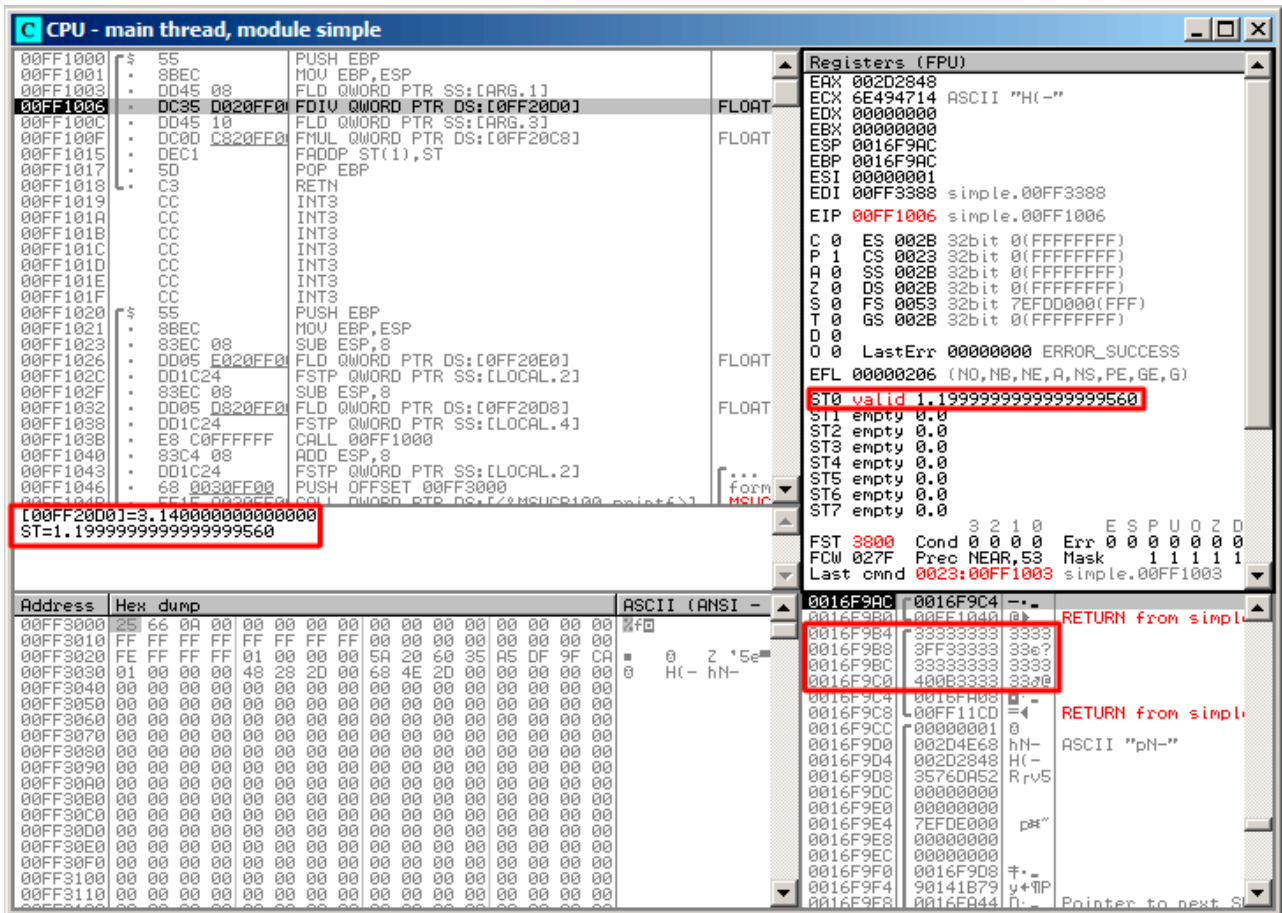 CPU - main thread, module simple
00FF1000 $ 55 PUSH EBP
00FF1001 . 8BEC MOV EBP,ESP
00FF1003 . DD45 08 FLD QWORD PTR SS:[ARG.1]
00FF1006 . DC35 D020FF0 FDIV QWORD PTR DS:[0FF20D0] FLOAT
00FF100C . DD45 10 FLD QWORD PTR SS:[ARG.3]
00FF100F . DC0D C820FF0 FMUL QWORD PTR DS:[0FF20C8] FLOAT
00FF1015 . DEC1 FADDP ST(1),ST
00FF1017 . 5D POP EBP
00FF1018 . C3 RETN
00FF1019 CC INT3
00FF101A CC INT3
00FF101B CC INT3
00FF101C CC INT3
00FF101D CC INT3
00FF101E CC INT3
00FF101F CC INT3
00FF1020 $ 55 PUSH EBP
00FF1021 . 8BEC MOV EBP,ESP
00FF1023 . 83EC 08 SUB ESP,8
00FF1026 . DD05 E020FF0 FLD QWORD PTR DS:[0FF20E0] FLOAT
00FF102C . DD1C24 FSTP QWORD PTR SS:[LOCAL.2]
00FF102F . 83EC 08 SUB ESP,8
00FF1032 . DD05 D820FF0 FLD QWORD PTR DS:[0FF20D8] FLOAT
00FF1038 . DD1C24 FSTP QWORD PTR SS:[LOCAL.4]
00FF103B . E8 C0FFFFFF CALL 00FF1000
00FF1040 . 83C4 08 ADD ESP,8
00FF1043 . DD1C24 FSTP QWORD PTR SS:[LOCAL.2] ...
00FF1046 . 68 0030FF00 PUSH OFFSET 00FF3000 form
[00FF20D0]=3.140000000000000
ST=1.1999999999999999560
Registers (FPU)
EAX 002D2848
ECX 6E494714 ASCII "H(-"
EDX 00000000
EBX 00000000
ESP 0016F9AC
EBP 0016F9AC
ESI 00000001
EDI 00FF3388 simple.00FF3388
EIP 00FF1006 simple.00FF1006
C 0 ES 002B 32bit 0(FFFFFFFF)
P 1 CS 0023 32bit 0(FFFFFFFF)
A 0 SS 002B 32bit 0(FFFFFFFF)
Z 0 DS 002B 32bit 0(FFFFFFFF)
S 0 FS 0053 32bit 7EFDD000(FFF)
T 0 GS 002B 32bit 0(FFFFFFFF)
D 0
O 0 LastErr 00000000 ERROR_SUCCESS
EFL 00000206 (NO,NB,NE,A,NS,PE,GE,G)
ST0 valid 1.1999999999999999560
ST1 empty 0.0
ST2 empty 0.0
ST3 empty 0.0
ST4 empty 0.0
ST5 empty 0.0
ST6 empty 0.0
ST7 empty 0.0
3 2 1 0 E S P U O Z D
FST 3800 Cond 0 0 0 0 Err 0 0 0 0 0 0 0
FCW 027F Prec NEAR,53 Mask 1 1 1 1 1
Last cmnd 0023:00FF1003 simple.00FF1003
Address Hex dump ASCII (ANSI -
00FF3000 25 66 0A 00 00 00 00 00 00 00 00 00 00 00 00 00 %f
00FF3010 FF FF FF FF FF FF FF FF 00 00 00 00 00 00 00 00
00FF3020 FE FF FF FF 01 00 00 00 5A 20 60 35 A5 DF 9F CA
00FF3030 01 00 00 00 48 28 2D 00 68 4E 2D 00 00 00 00 00 H(- hN-
00FF3040 00 00 00 00 00 00 00 00 00 00 00 00 00 00 00 00
00FF3050 00 00 00 00 00 00 00 00 00 00 00 00 00 00 00 00
00FF3060 00 00 00 00 00 00 00 00 00 00 00 00 00 00 00 00
00FF3070 00 00 00 00 00 00 00 00 00 00 00 00 00 00 00 00
00FF3080 00 00 00 00 00 00 00 00 00 00 00 00 00 00 00 00
00FF3090 00 00 00 00 00 00 00 00 00 00 00 00 00 00 00 00
00FF30A0 00 00 00 00 00 00 00 00 00 00 00 00 00 00 00 00
00FF30B0 00 00 00 00 00 00 00 00 00 00 00 00 00 00 00 00
00FF30C0 00 00 00 00 00 00 00 00 00 00 00 00 00 00 00 00
00FF30D0 00 00 00 00 00 00 00 00 00 00 00 00 00 00 00 00
00FF30E0 00 00 00 00 00 00 00 00 00 00 00 00 00 00 00 00
00FF30F0 00 00 00 00 00 00 00 00 00 00 00 00 00 00 00 00
00FF3100 00 00 00 00 00 00 00 00 00 00 00 00 00 00 00 00
00FF3110 00 00 00 00 00 00 00 00 00 00 00 00 00 00 00 00
0016F9AC 0016F9C4
0016F9B0 00FF1040 RETURN from simpl
0016F9B4 33333333 3333
0016F9B8 3FF33333 33
0016F9BC 33333333 3333
0016F9C0 400B3333 33
0016F9C4 0016FA08
0016F9C8 00FF11CD RETURN from simpl
0016F9CC 00000001
0016F9D0 002D4E68 hN- ASCII "pN-"
0016F9D4 002D2848 H(-
0016F9D8 3576DA52
0016F9DC 00000000
0016F9E0 00000000
0016F9E4 7EFDE000
0016F9E8 00000000
0016F9EC 00000000
0016F9F0 0016F9D8
0016F9F4 90141B79
0016F9F8 0016FA44 Pointer to next S